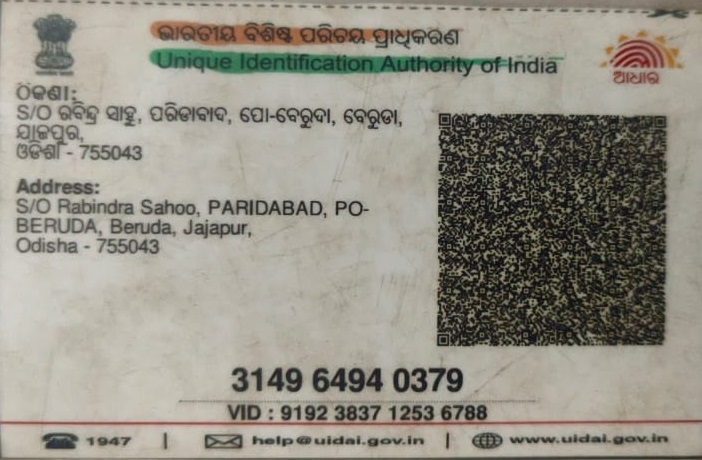 ଭାରତୀୟ ବିଶିଷ୍ଟ ପରିଚୟ ପ୍ରାଧିକରଣ
Unique Identification Authority of India
ଆଧାର
ଠିକଣା:
S/O ରବିନ୍ଦ୍ର ସାହୁ, ପରିଡାବାଦ, ପୋ-ବେରୁଦା, ବେରୁଡା,
ଯାଜପୁର,
ଓଡିଶା - 755043
Address:
S/O Rabindra Sahoo, PARIDABAD, PO-
BERUDA, Beruda, Jajapur,
Odisha - 755043
3149 6494 0379
VID : 9192 3837 1253 6788
1947 | help@uidai.gov.in | www.uidai.gov.in